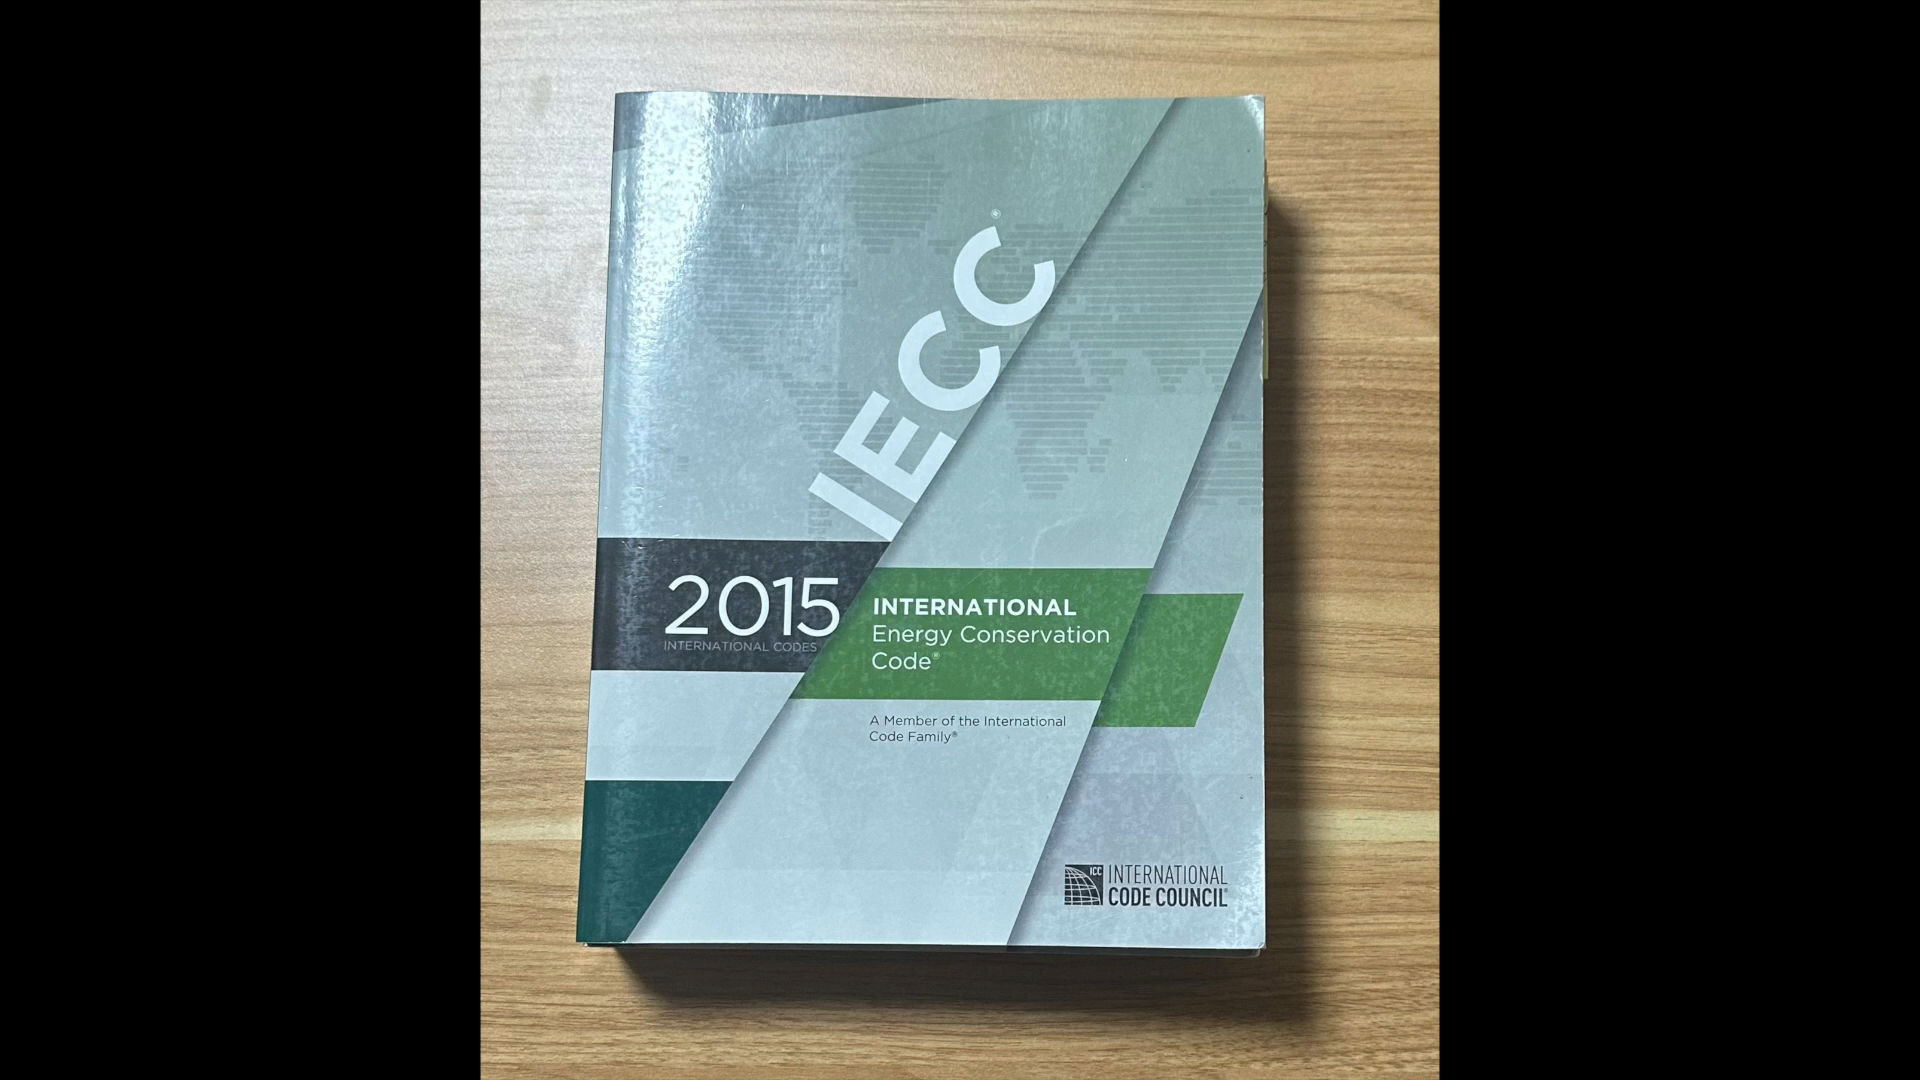 IECC®
2015
INTERNATIONAL CODES
INTERNATIONAL
Energy Conservation
Code®
A Member of the International
Code Family®
ICC
INTERNATIONAL
CODE COUNCIL®